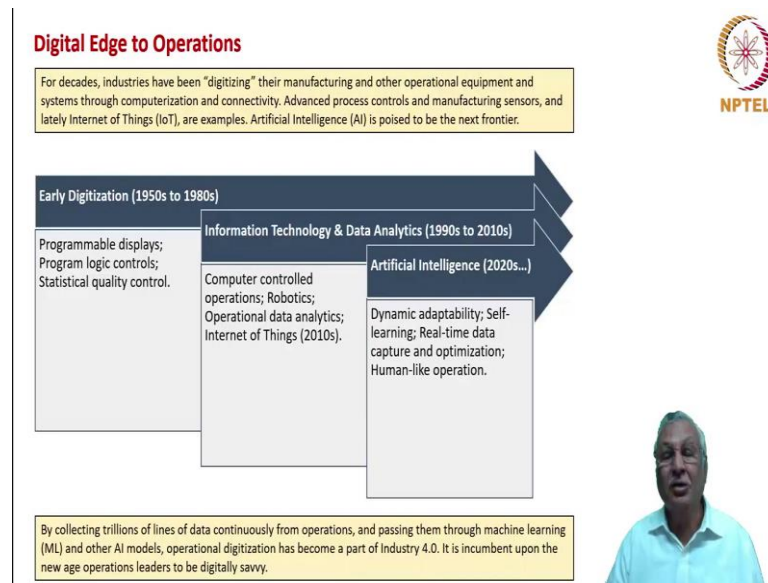 Digital Edge to Operations
NPTEL
For decades, industries have been “digitizing” their manufacturing and other operational equipment and
systems through computerization and connectivity. Advanced process controls and manufacturing sensors, and
lately Internet of Things (IoT), are examples. Artificial Intelligence (AI) is poised to be the next frontier.
Early Digitization (1950s to 1980s)
Programmable displays;
Program logic controls;
Statistical quality control.
Information Technology & Data Analytics (1990s to 2010s)
Computer controlled
operations; Robotics;
Operational data analytics;
Internet of Things (2010s).
Artificial Intelligence (2020s...)
Dynamic adaptability; Self-
learning; Real-time data
capture and optimization;
Human-like operation.
By collecting trillions of lines of data continuously from operations, and passing them through machine learning
(ML) and other AI models, operational digitization has become a part of Industry 4.0. It is incumbent upon the
new age operations leaders to be digitally savvy.